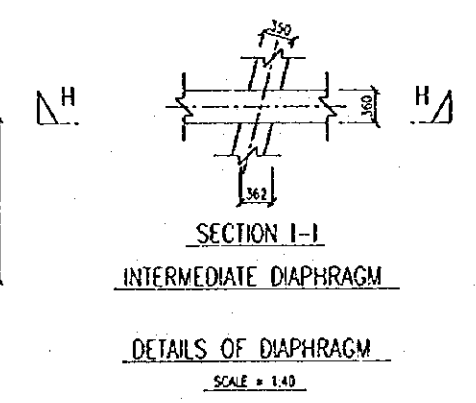 350
H H
360
362
SECTION I-I
INTERMEDIATE DIAPHRAGM
DETAILS OF DIAPHRAGM
SCALE = 1:40